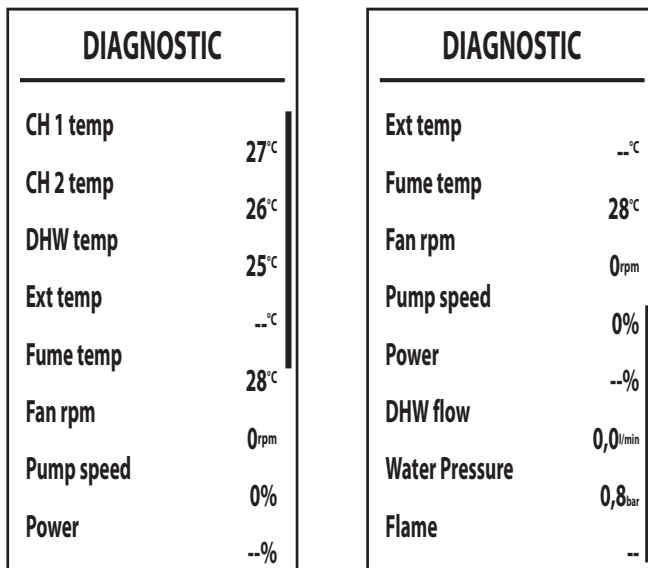 DIAGNOSTIC
CH 1 temp
27°C
CH 2 temp
26°C
DHW temp
25°C
Ext temp
--°C
Fume temp
28°C
Fan rpm
0rpm
Pump speed
0%
Power
--%
DIAGNOSTIC
Ext temp
--°C
Fume temp
28°C
Fan rpm
0rpm
Pump speed
0%
Power
--%
DHW flow
0,0l/min
Water Pressure
0,8bar
Flame
--